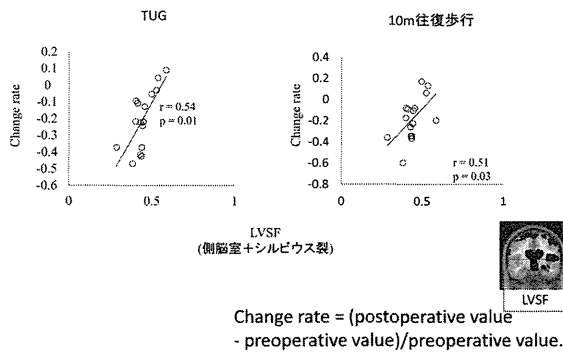 TUG
10m往復歩行
Change rate
0.2
0.1
0
-0.1
-0.2
-0.3
-0.4
-0.5
-0.6
0
0.5
1
r = 0.54
p = 0.01
Change rate
0.4
0.2
0
-0.2
-0.4
-0.6
-0.8
0
0.5
1
r = 0.51
p = 0.03
LVSF
(側脳室＋シルビウス裂)
LVSF
Change rate = (postoperative value
- preoperative value)/preoperative value.